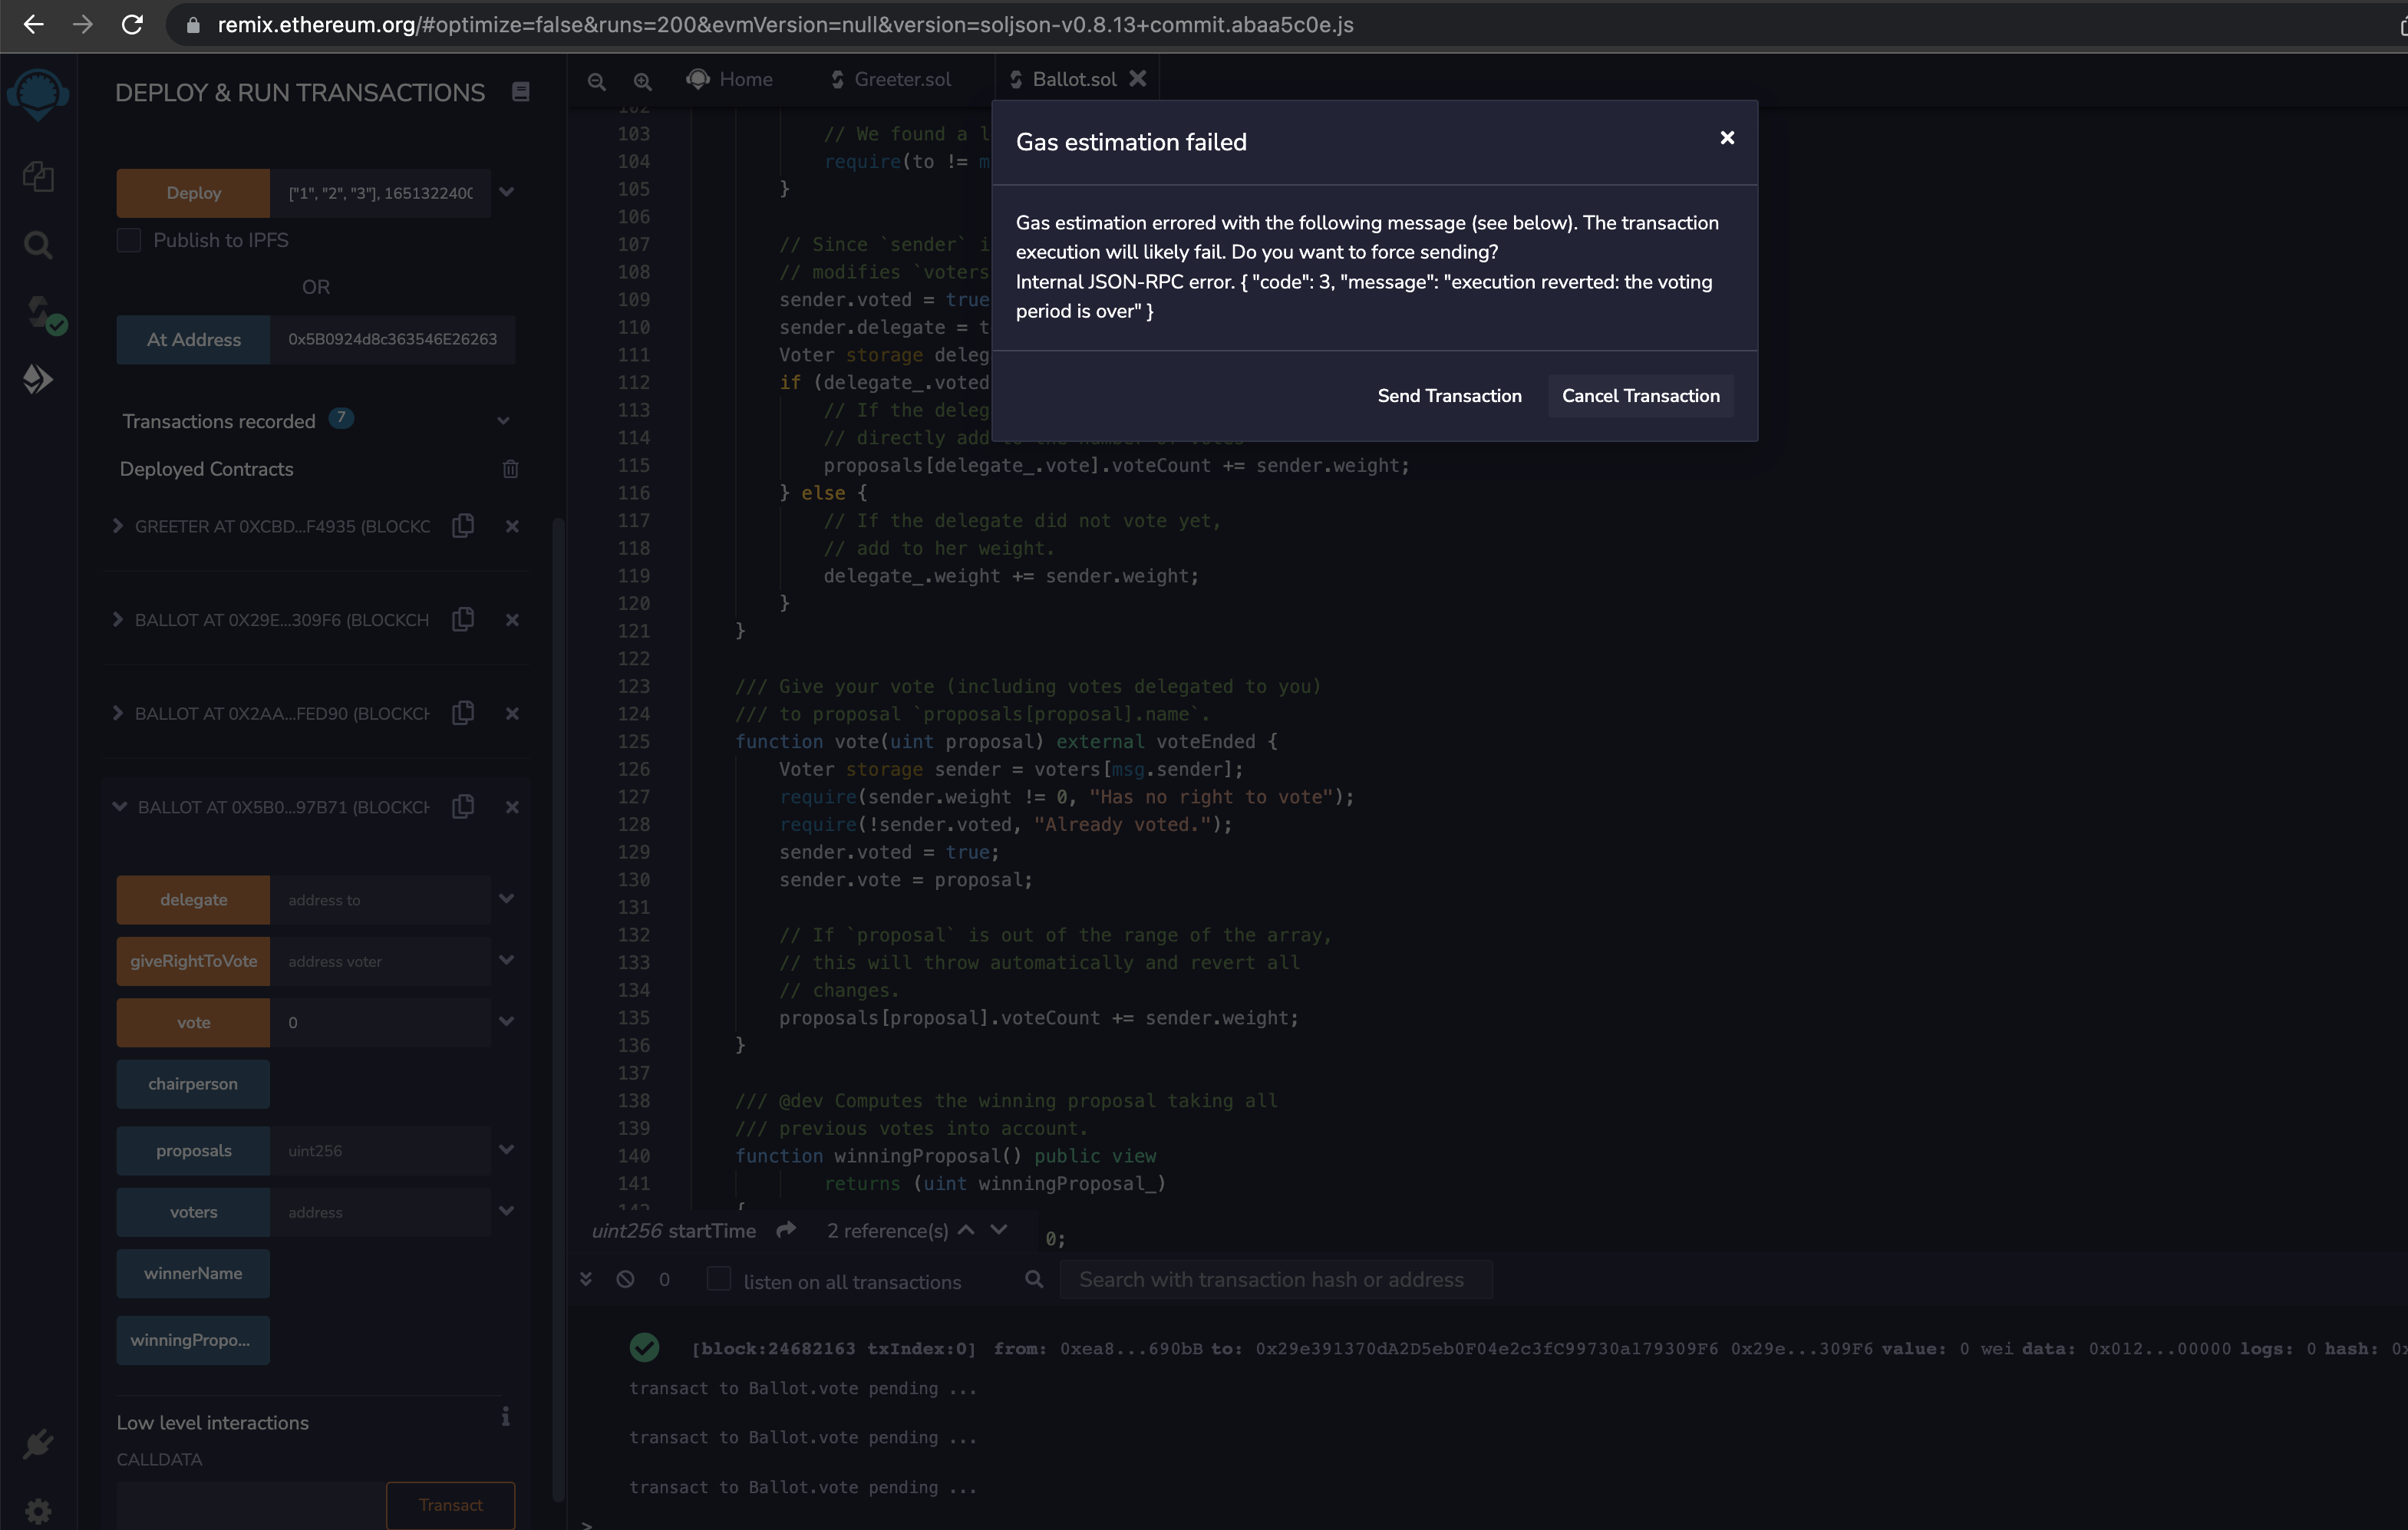 remix.ethereum.org/#optimize=false&runs=200&evmVersion=null&version=soljson-v0.8.13+commit.abaa5c0e.js
DEPLOY & RUN TRANSACTIONS
Deploy
["1", "2", "3"], 165132240
Publish to IPFS
OR
At Address
0x5B0924d8c363546E26263
Transactions recorded 7
Deployed Contracts
GREETER AT 0XCBD...F4935 (BLOCKC
BALLOT AT 0X29E...309F6 (BLOCKCH
BALLOT AT 0X2AA...FED90 (BLOCKCH
BALLOT AT 0X5B0...97B71 (BLOCKCH
delegate
address to
giveRightToVote
address voter
vote
0
chairperson
proposals
uint256
voters
address
winnerName
winningPropo...
Low level interactions
CALLDATA
Transact
Home
Greeter.sol
Ballot.sol
102
103 // We found a l
104 require(to != m
105 }
106
107 // Since `sender` i
108 // modifies `voters
109 sender.voted = true
110 sender.delegate = t
111 Voter storage deleg
112 if (delegate_.voted
113 // If the deleg
114 // directly add to the number of votes
115 proposals[delegate_.vote].voteCount += sender.weight;
116 } else {
117 // If the delegate did not vote yet,
118 // add to her weight.
119 delegate_.weight += sender.weight;
120 }
121 }
122
123 /// Give your vote (including votes delegated to you)
124 /// to proposal `proposals[proposal].name`.
125 function vote(uint proposal) external voteEnded {
126 Voter storage sender = voters[msg.sender];
127 require(sender.weight != 0, "Has no right to vote");
128 require(!sender.voted, "Already voted.");
129 sender.voted = true;
130 sender.vote = proposal;
131
132 // If `proposal` is out of the range of the array,
133 // this will throw automatically and revert all
134 // changes.
135 proposals[proposal].voteCount += sender.weight;
136 }
137
138 /// @dev Computes the winning proposal taking all
139 /// previous votes into account.
140 function winningProposal() public view
141 returns (uint winningProposal_)
142 {
0;
uint256 startTime
2 reference(s)
0
listen on all transactions
Search with transaction hash or address
[block:24682163 txIndex:0] from: 0xea8...690bB to: 0x29e391370dA2D5eb0F04e2c3fC99730a179309F6 0x29e...309F6 value: 0 wei data: 0x012...00000 logs: 0 hash: 0x
transact to Ballot.vote pending ...
transact to Ballot.vote pending ...
transact to Ballot.vote pending ...
>
Gas estimation failed
Gas estimation errored with the following message (see below). The transaction
execution will likely fail. Do you want to force sending?
Internal JSON-RPC error. { "code": 3, "message": "execution reverted: the voting
period is over" }
Send Transaction
Cancel Transaction